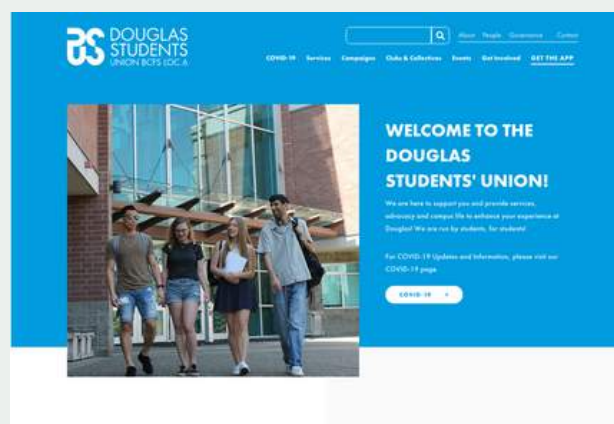 DOUGLAS
STUDENTS
UNION BCFS LOC. A
About People Governance Contact
COVID-19 Services Campaigns Clubs & Collectives Events Get Involved GET THE APP
WELCOME TO THE
DOUGLAS
STUDENTS' UNION!
We are here to support you and provide services,
advocacy and campus life to enhance your experience at
Douglas! We are run by students, for students!
For COVID-19 Updates and Information, please visit our
COVID-19 page.
COVID-19